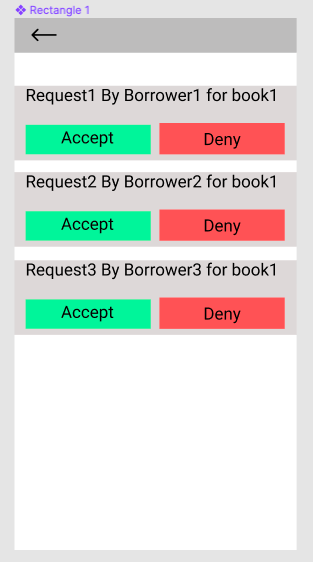 Rectangle 1
Request1 By Borrower1 for book1
Accept Deny
Request2 By Borrower2 for book1
Accept Deny
Request3 By Borrower3 for book1
Accept Deny